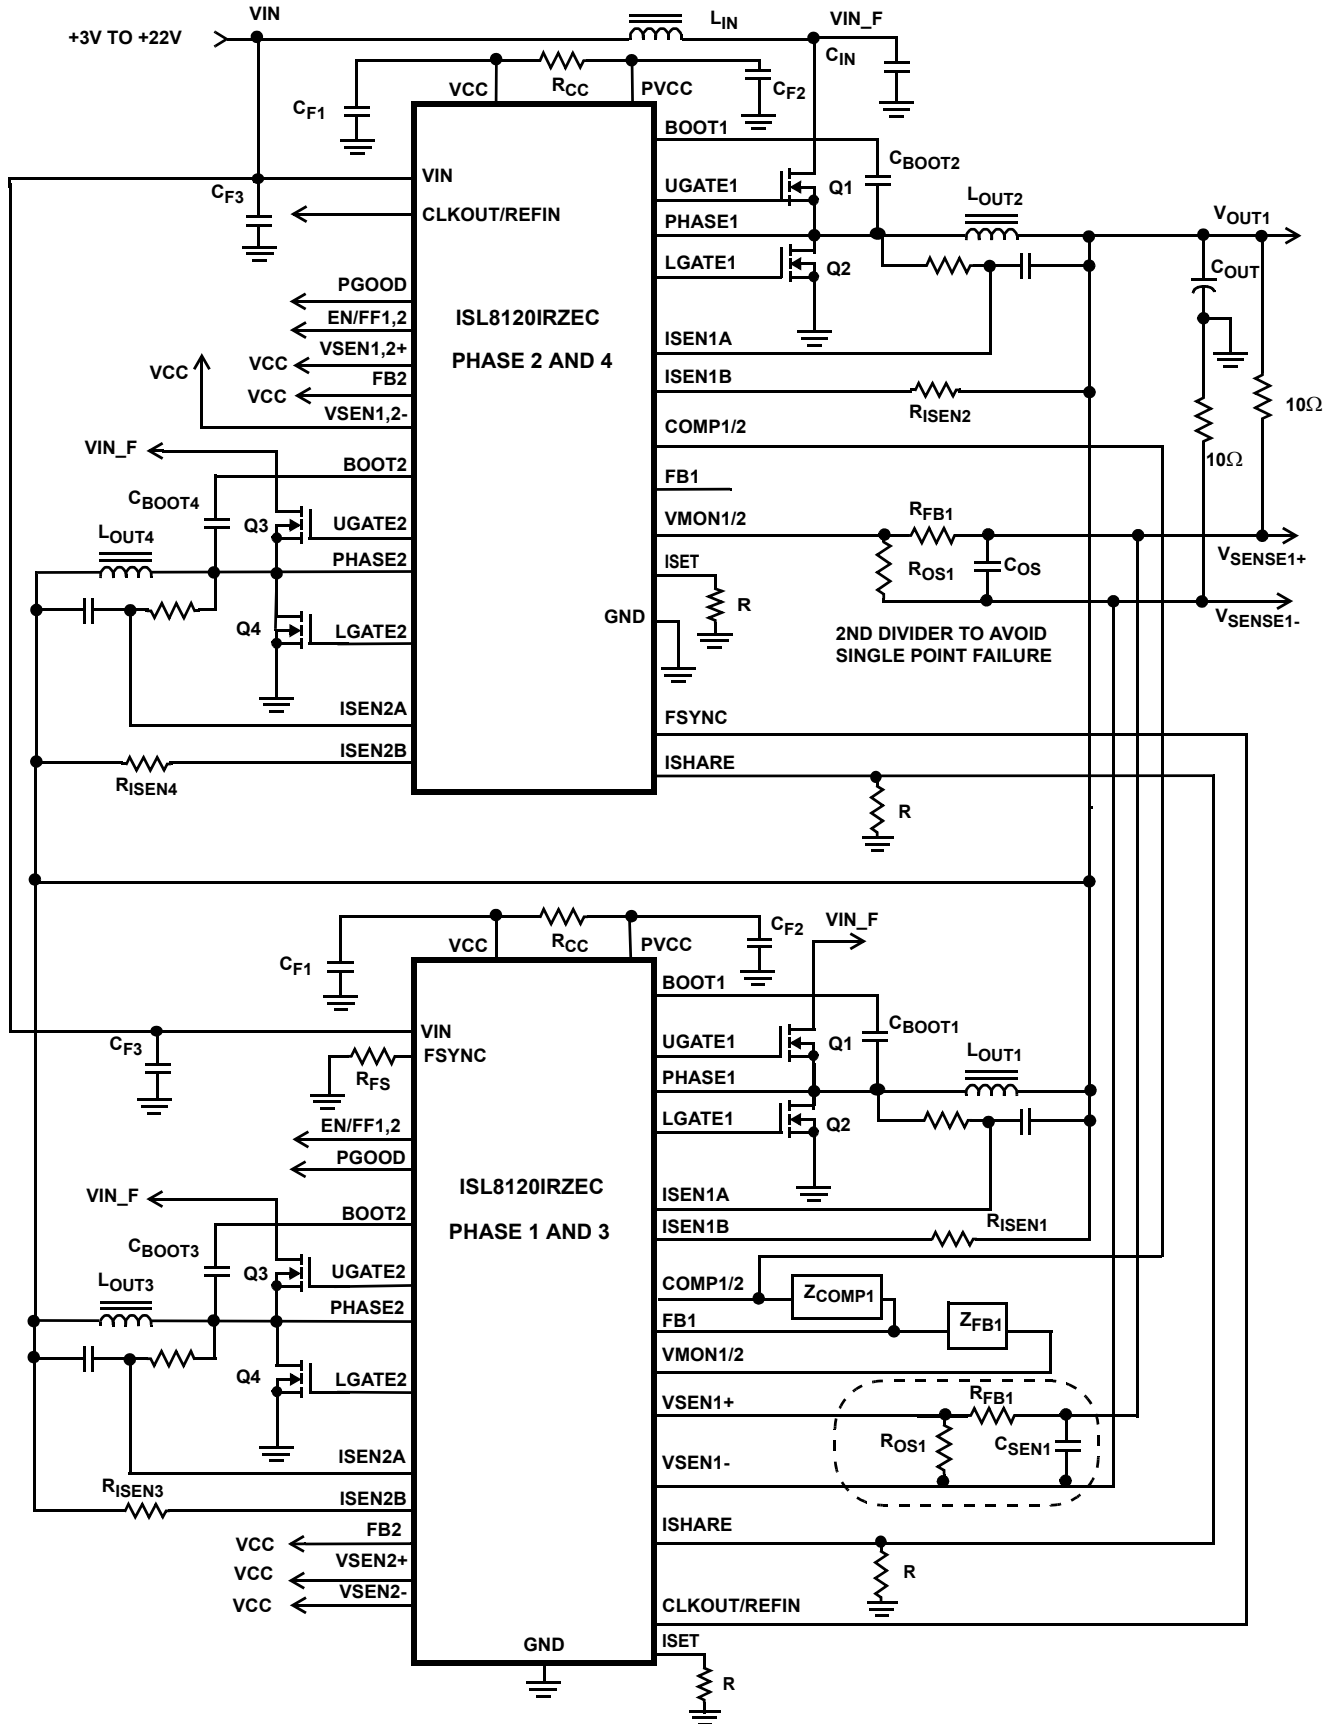 VIN
LIN
VIN_F
+3V TO +22V
CIN
VCC
RCC
PVCC
CF1
CF2
BOOT1
CBOOT2
VIN
CF3
UGATE1
Q1
LOUT2
CLKOUT/REFIN
PHASE1
VOUT1
LGATE1
Q2
COUT
PGOOD
ISL8120IRZEC
EN/FF1,2
ISEN1A
VSEN1,2+
PHASE 2 AND 4
VCC
VCC
FB2
ISEN1B
VCC
RISEN2
10Ω
VSEN1,2-
COMP1/2
VIN_F
10Ω
BOOT2
FB1
CBOOT4
RFB1
Q3
UGATE2
VMON1/2
LOUT4
PHASE2
ISET
ROS1
COS
VSENSE1+
R
GND
VSENSE1-
Q4
LGATE2
2ND DIVIDER TO AVOID
SINGLE POINT FAILURE
ISEN2A
FSYNC
ISEN2B
ISHARE
RISEN4
R
VCC
RCC
PVCC
CF2
VIN_F
CF1
BOOT1
CBOOT1
VIN
CF3
UGATE1
Q1
LOUT1
FSYNC
RFS
PHASE1
EN/FF1,2
LGATE1
Q2
PGOOD
ISL8120IRZEC
VIN_F
ISEN1A
BOOT2
PHASE 1 AND 3
ISEN1B
RISEN1
CBOOT3
Q3
UGATE2
COMP1/2
ZCOMP1
LOUT3
PHASE2
FB1
ZFB1
VMON1/2
Q4
LGATE2
VSEN1+
RFB1
ROS1
CSEN1
ISEN2A
VSEN1-
RISEN3
ISEN2B
FB2
ISHARE
VCC
VSEN2+
VCC
R
VSEN2-
VCC
CLKOUT/REFIN
GND
ISET
R